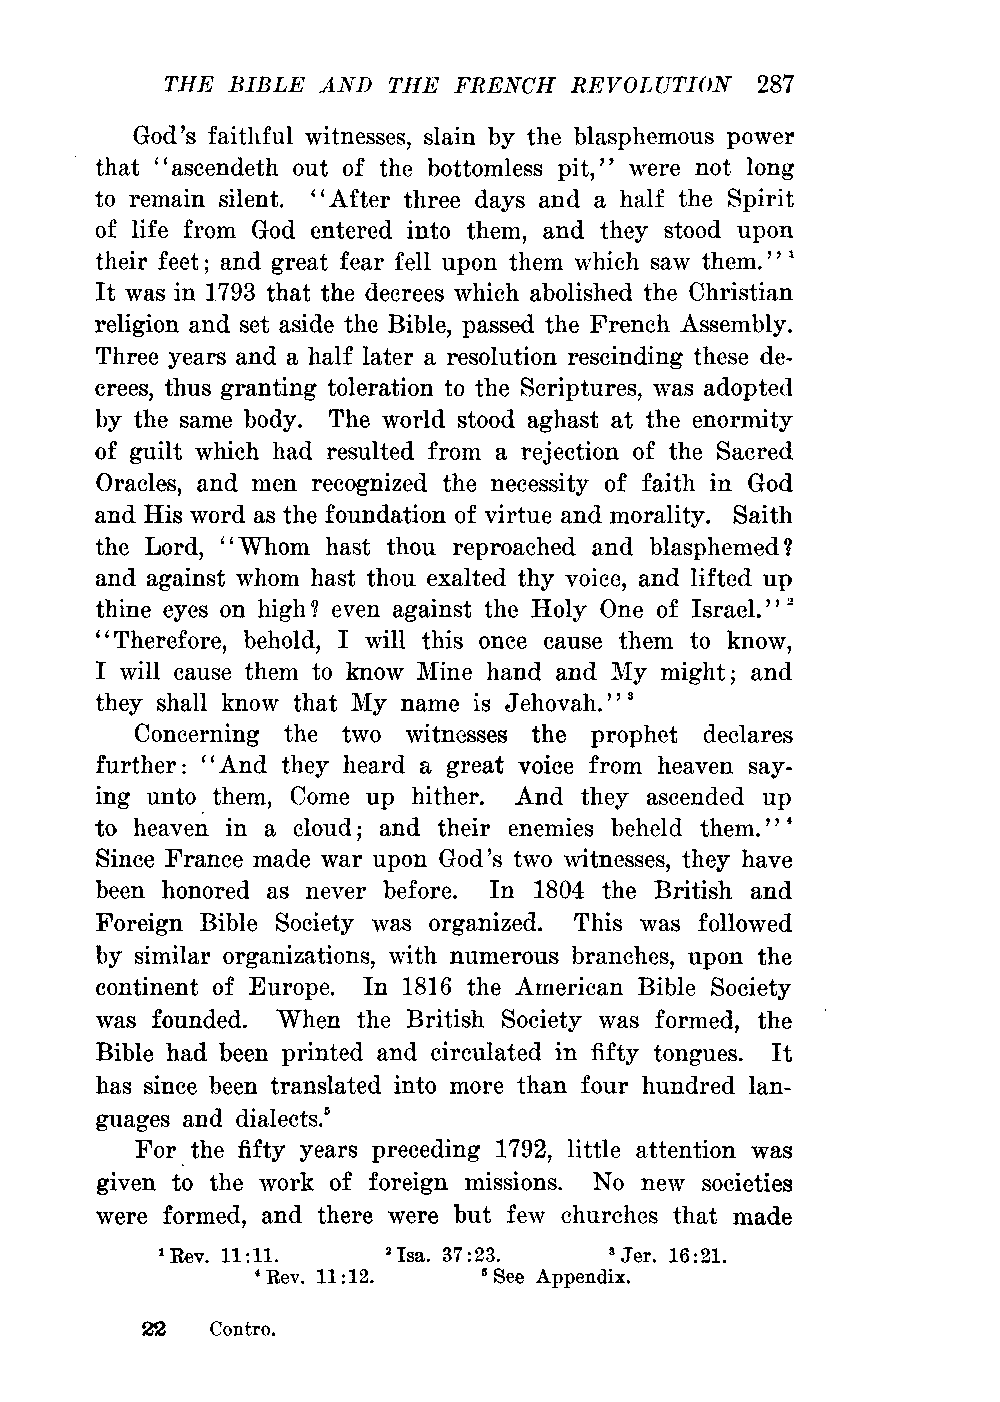 THE BIBLE AND THE FRENCH REVOLUTION 287
God's faithful witnesses, slain by the blasphemous power
that "ascendeth out of the bottomless pit," were not long
to remain silent. "After three days and a half the Spirit
of life from God entered into them, and they stood upon
their feet; and great fear fell upon them which saw them."¹
It was in 1793 that the decrees which abolished the Christian
religion and set aside the Bible, passed the French Assembly.
Three years and a half later a resolution rescinding these de-
crees, thus granting toleration to the Scriptures, was adopted
by the same body. The world stood aghast at the enormity
of guilt which had resulted from a rejection of the Sacred
Oracles, and men recognized the necessity of faith in God
and His word as the foundation of virtue and morality. Saith
the Lord, "Whom hast thou reproached and blasphemed?
and against whom hast thou exalted thy voice, and lifted up
thine eyes on high? even against the Holy One of Israel."²
"Therefore, behold, I will this once cause them to know,
I will cause them to know Mine hand and My might; and
they shall know that My name is Jehovah."³
Concerning the two witnesses the prophet declares
further: "And they heard a great voice from heaven say-
ing unto them, Come up hither. And they ascended up
to heaven in a cloud; and their enemies beheld them."⁴
Since France made war upon God's two witnesses, they have
been honored as never before. In 1804 the British and
Foreign Bible Society was organized. This was followed
by similar organizations, with numerous branches, upon the
continent of Europe. In 1816 the American Bible Society
was founded. When the British Society was formed, the
Bible had been printed and circulated in fifty tongues. It
has since been translated into more than four hundred lan-
guages and dialects.⁵
For the fifty years preceding 1792, little attention was
given to the work of foreign missions. No new societies
were formed, and there were but few churches that made
¹ Rev. 11:11. ² Isa. 37:23. ³ Jer. 16:21.
⁴ Rev. 11:12. ⁵ See Appendix.
22 Contro.